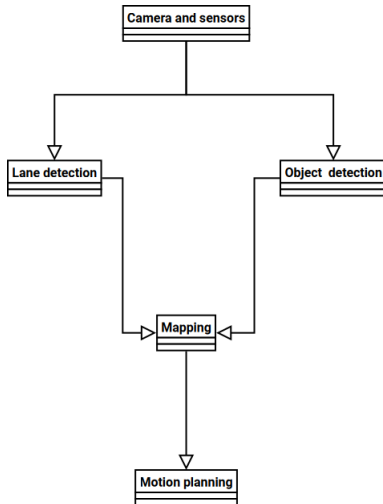 Camera and sensors
Lane detection
Object  detection
Mapping
Motion planning